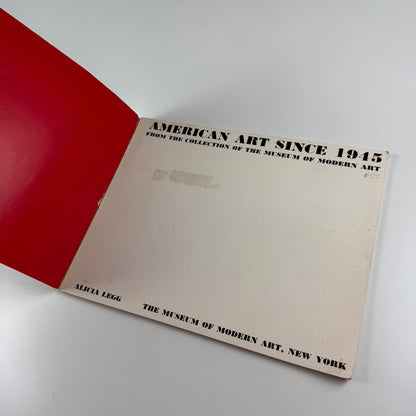 AMERICAN ART SINCE 1945
FROM THE COLLECTION OF THE MUSEUM OF MODERN ART
ALICIA LEGG
THE MUSEUM OF MODERN ART, NEW YORK